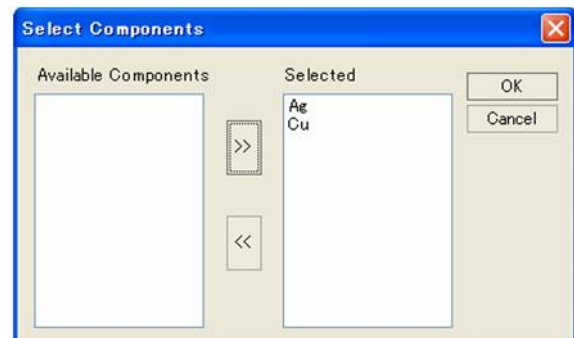 Select Components
Available Components
Selected
OK
Ag
Cu
Cancel
>>
<<